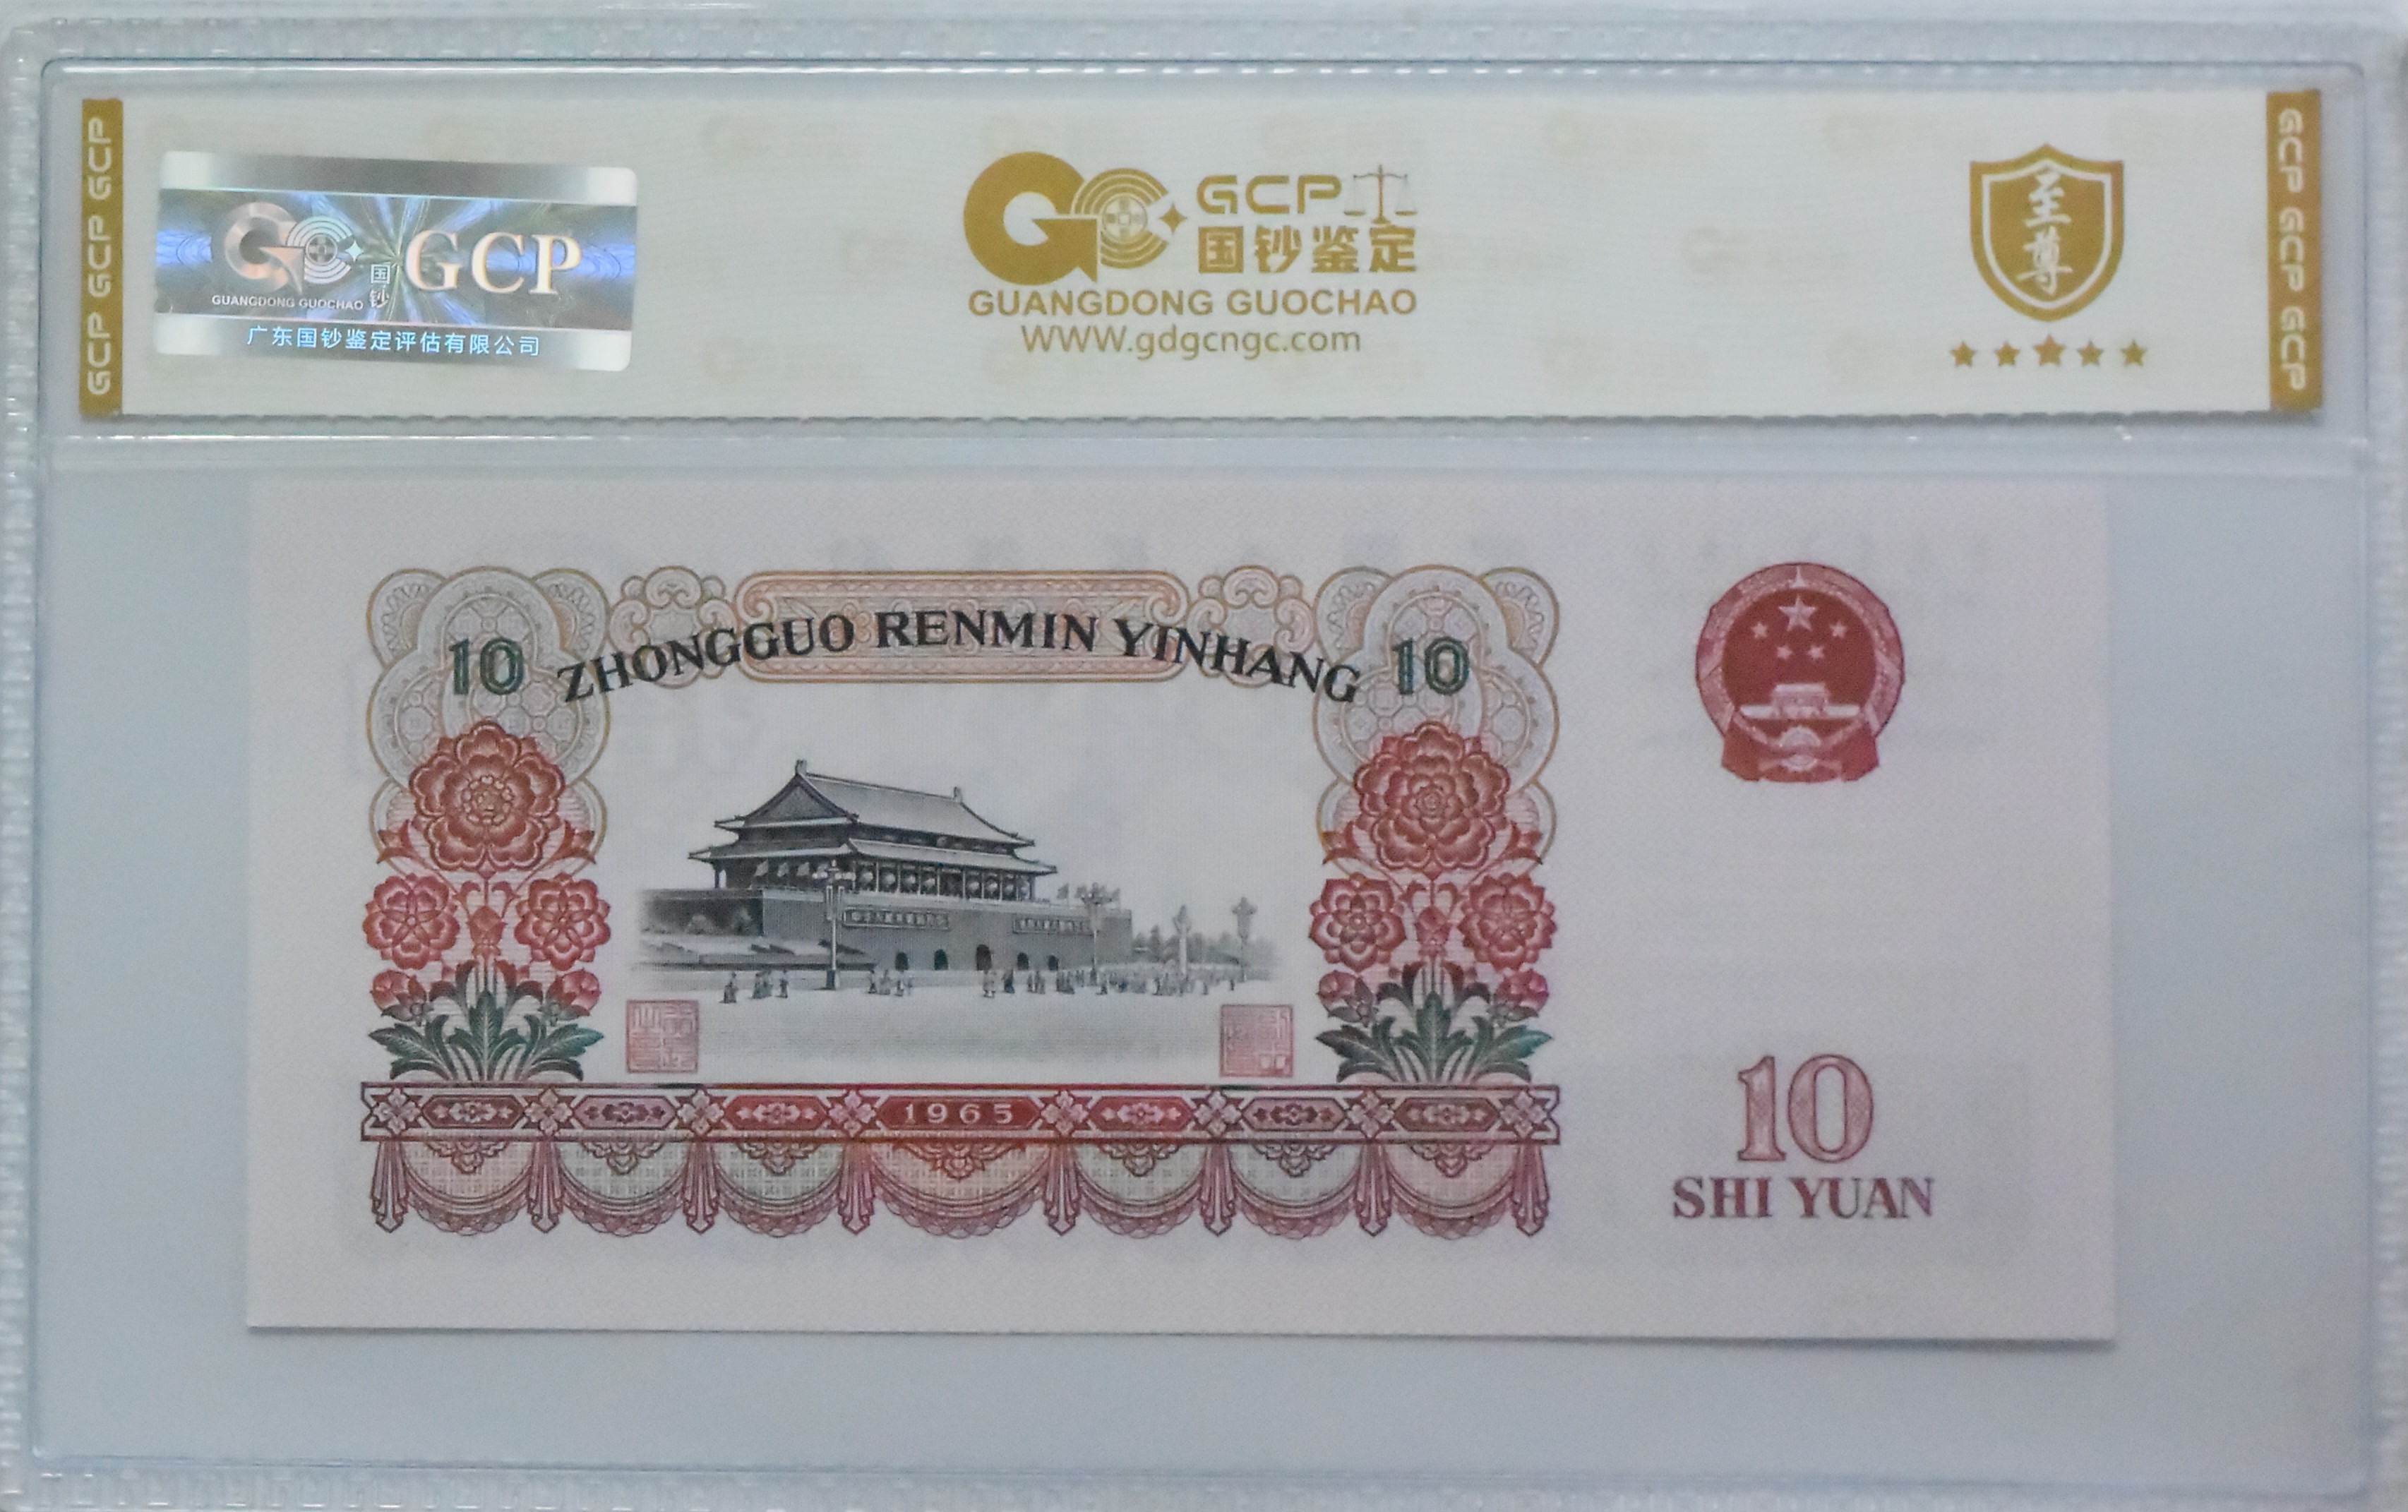 GCP GCP GCP
国钞
GCP
GUANGDONG GUOCHAO
广东国钞鉴定评估有限公司
GCP
国钞鉴定
GUANGDONG GUOCHAO
WWW.gdgcngc.com
至尊
GCP GCP GCP
ZHONGGUO RENMIN YINHANG
10
10
1965
10
SHI YUAN